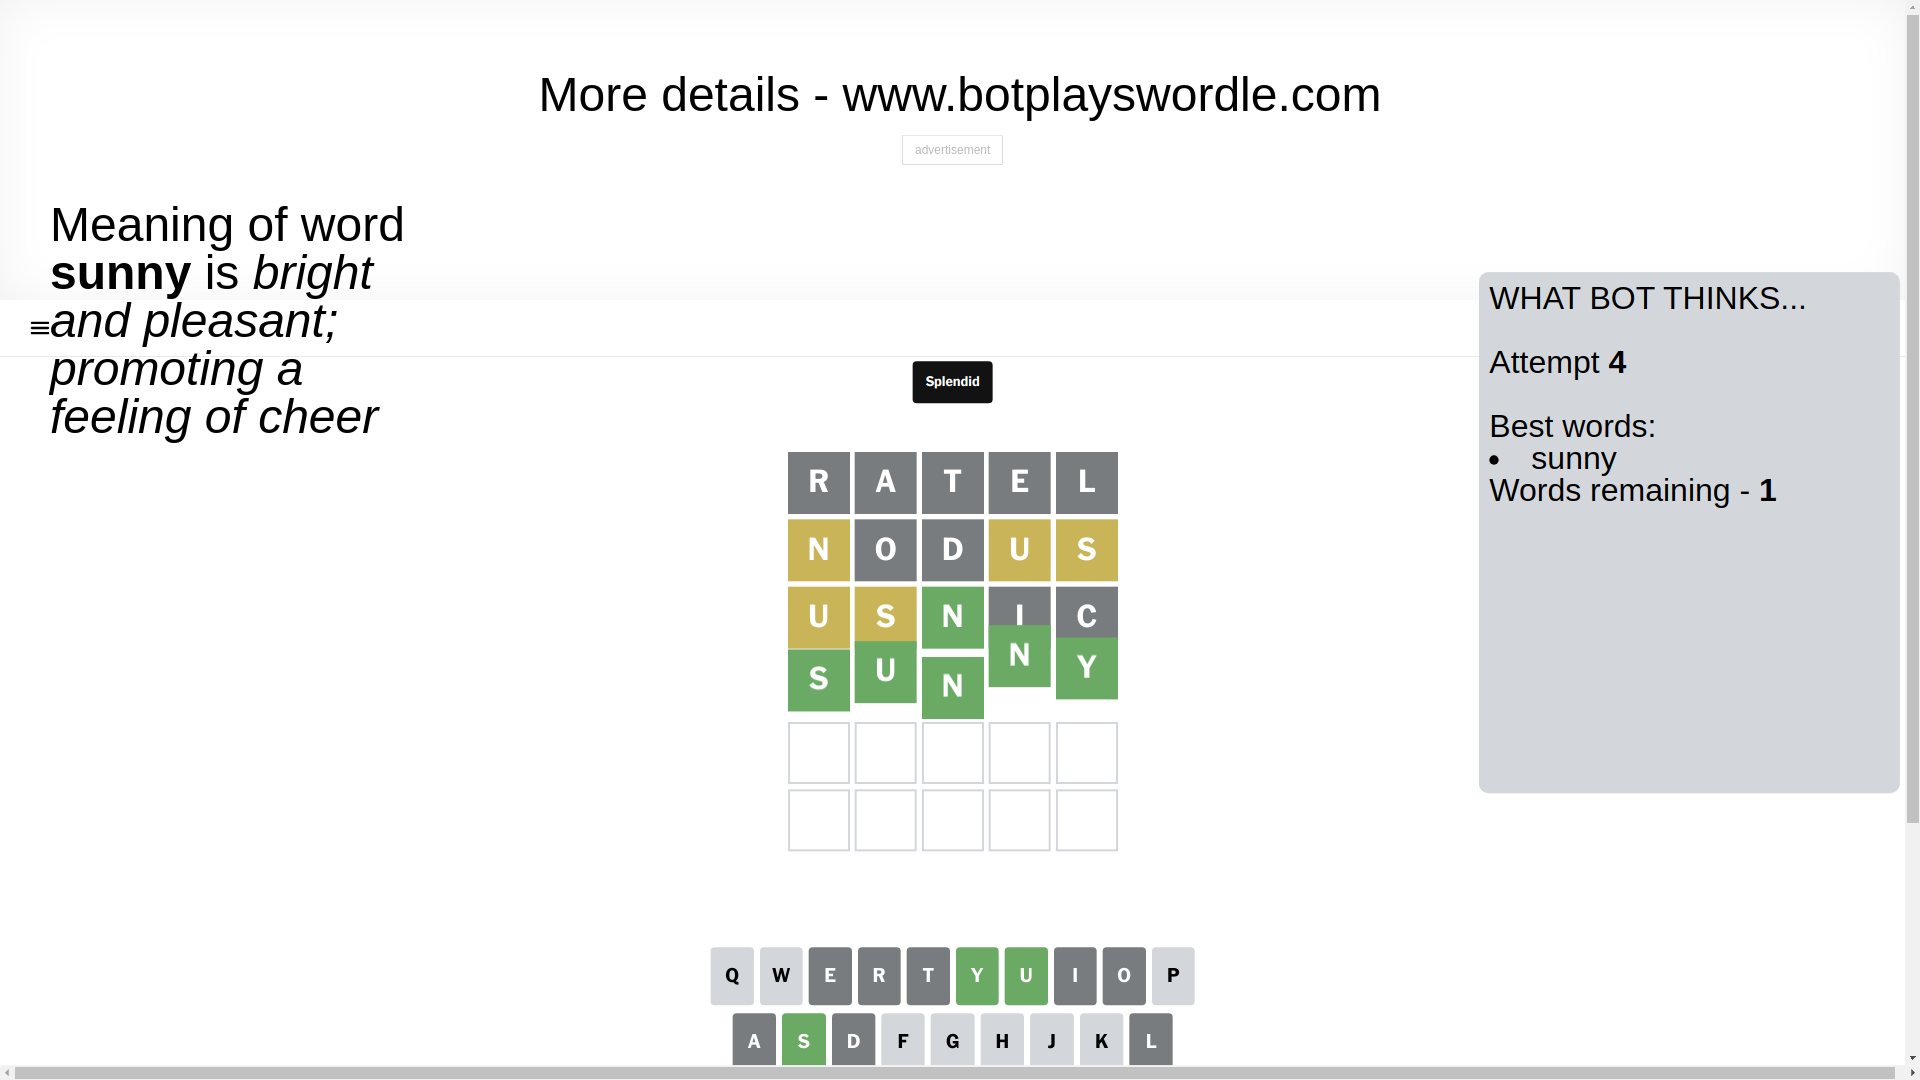 More details - www.botplayswordle.com
advertisement
Meaning of word
sunny is bright
and pleasant;
promoting a
feeling of cheer
WHAT BOT THINKS...
Attempt 4
Best words:
• sunny
Words remaining - 1
Splendid
R A T E L
N O D U S
U S N I C
S U N N Y
Q W E R T Y U I O P
A S D F G H J K L